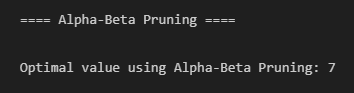 ==== Alpha-Beta Pruning ====
Optimal value using Alpha-Beta Pruning: 7